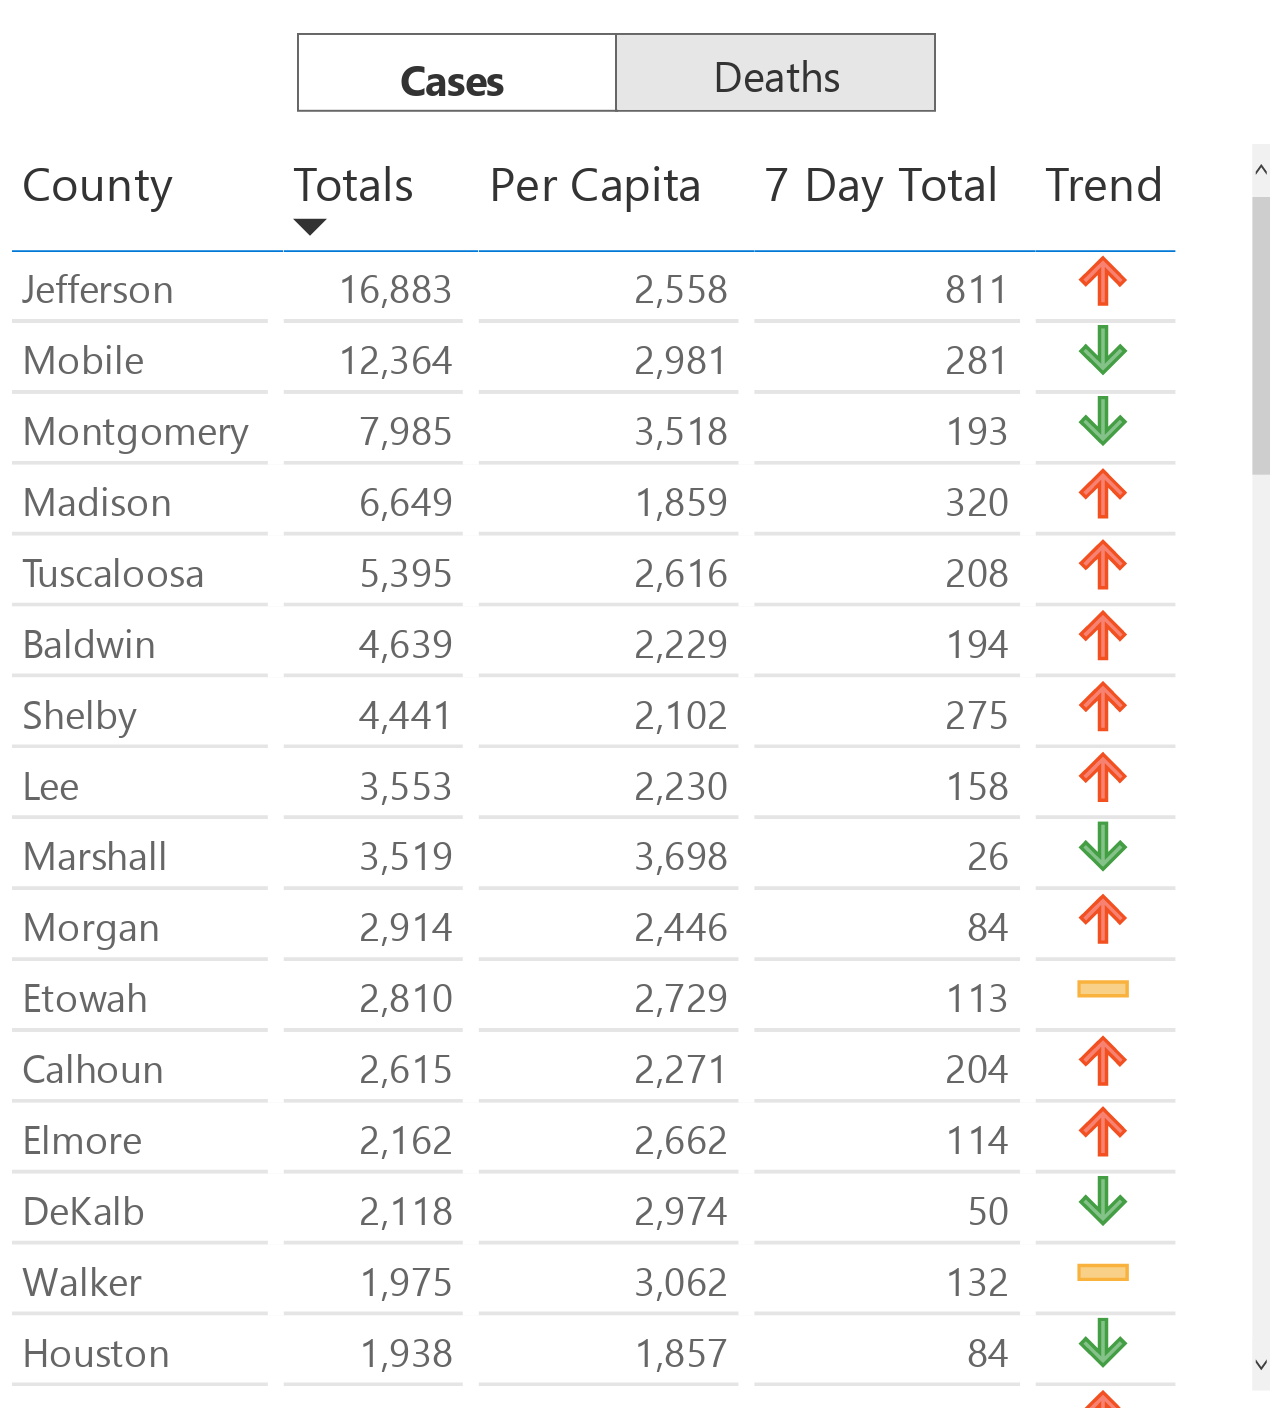 Cases Deaths
County Totals Per Capita 7 Day Total Trend
Jefferson 16,883 2,558 811
Mobile 12,364 2,981 281
Montgomery 7,985 3,518 193
Madison 6,649 1,859 320
Tuscaloosa 5,395 2,616 208
Baldwin 4,639 2,229 194
Shelby 4,441 2,102 275
Lee 3,553 2,230 158
Marshall 3,519 3,698 26
Morgan 2,914 2,446 84
Etowah 2,810 2,729 113
Calhoun 2,615 2,271 204
Elmore 2,162 2,662 114
DeKalb 2,118 2,974 50
Walker 1,975 3,062 132
Houston 1,938 1,857 84